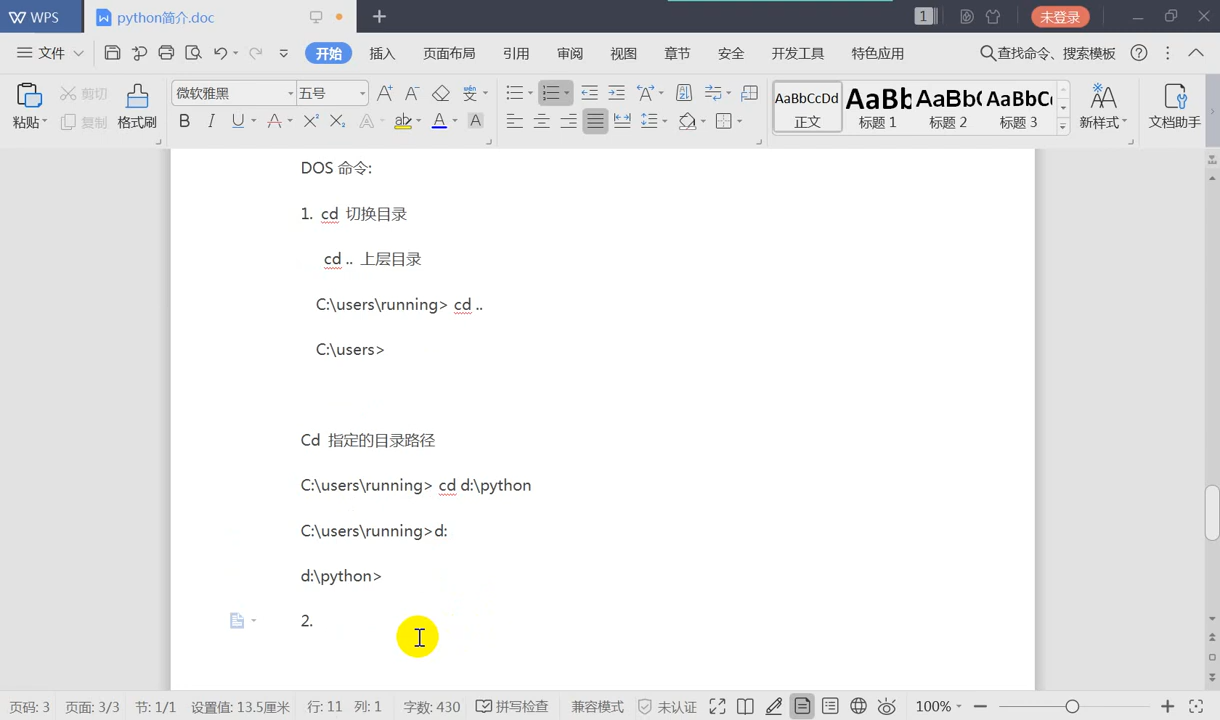 WPS
python简介.doc
1
未登录
文件
开始
插入
页面布局
引用
审阅
视图
章节
安全
开发工具
特色应用
查找命令、搜索模板
粘贴
剪切
复制
格式刷
微软雅黑
五号
AaBbCcDd
正文
AaBb
标题 1
AaBb(
标题 2
AaBbC(
标题 3
新样式
文档助手
DOS 命令:
1. cd 切换目录
cd .. 上层目录
C:\users\running> cd ..
C:\users>
Cd 指定的目录路径
C:\users\running> cd d:\python
C:\users\running>d:
d:\python>
2.
页码: 3
页面: 3/3
节: 1/1
设置值: 13.5厘米
行: 11
列: 1
字数: 430
拼写检查
兼容模式
未认证
100%